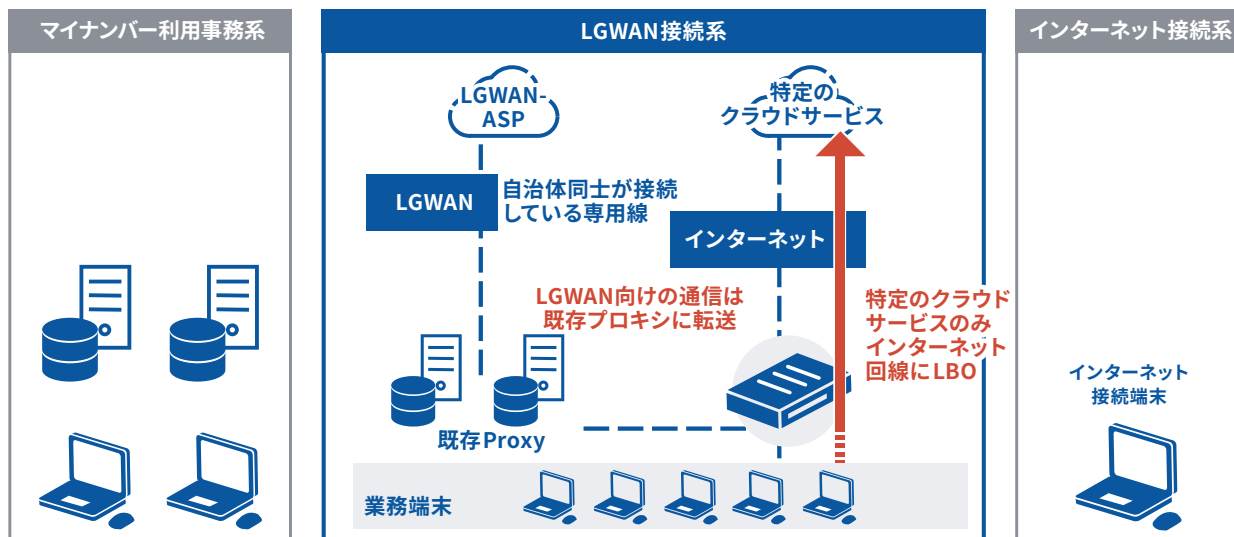 マイナンバー利用事務系
LGWAN接続系
インターネット接続系
LGWAN-
ASP
特定の
クラウドサービス
LGWAN
自治体同士が接続
している専用線
インターネット
LGWAN向けの通信は
既存プロキシに転送
特定のクラウド
サービスのみ
インターネット
回線にLBO
既存Proxy
業務端末
インターネット
接続端末